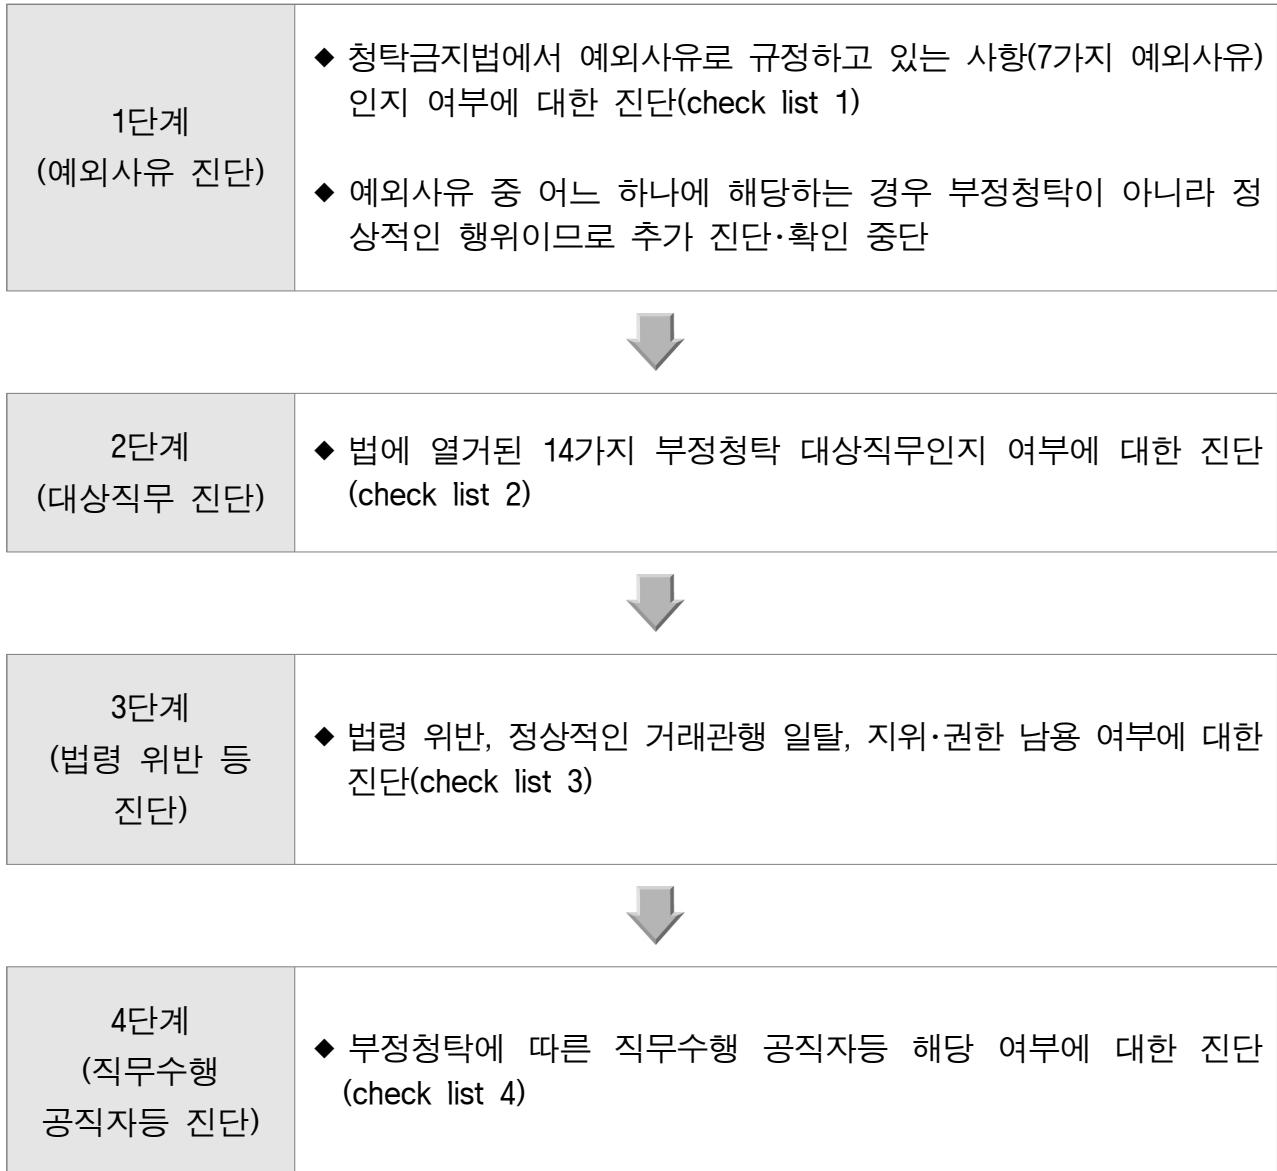 1단계
(예외사유 진단)
◆ 청탁금지법에서 예외사유로 규정하고 있는 사항(7가지 예외사유)
인지 여부에 대한 진단(check list 1)
◆ 예외사유 중 어느 하나에 해당하는 경우 부정청탁이 아니라 정
상적인 행위이므로 추가 진단·확인 중단
2단계
(대상직무 진단)
◆ 법에 열거된 14가지 부정청탁 대상직무인지 여부에 대한 진단
(check list 2)
3단계
(법령 위반 등
진단)
◆ 법령 위반, 정상적인 거래관행 일탈, 지위·권한 남용 여부에 대한
진단(check list 3)
4단계
(직무수행
공직자등 진단)
◆ 부정청탁에 따른 직무수행 공직자등 해당 여부에 대한 진단
(check list 4)